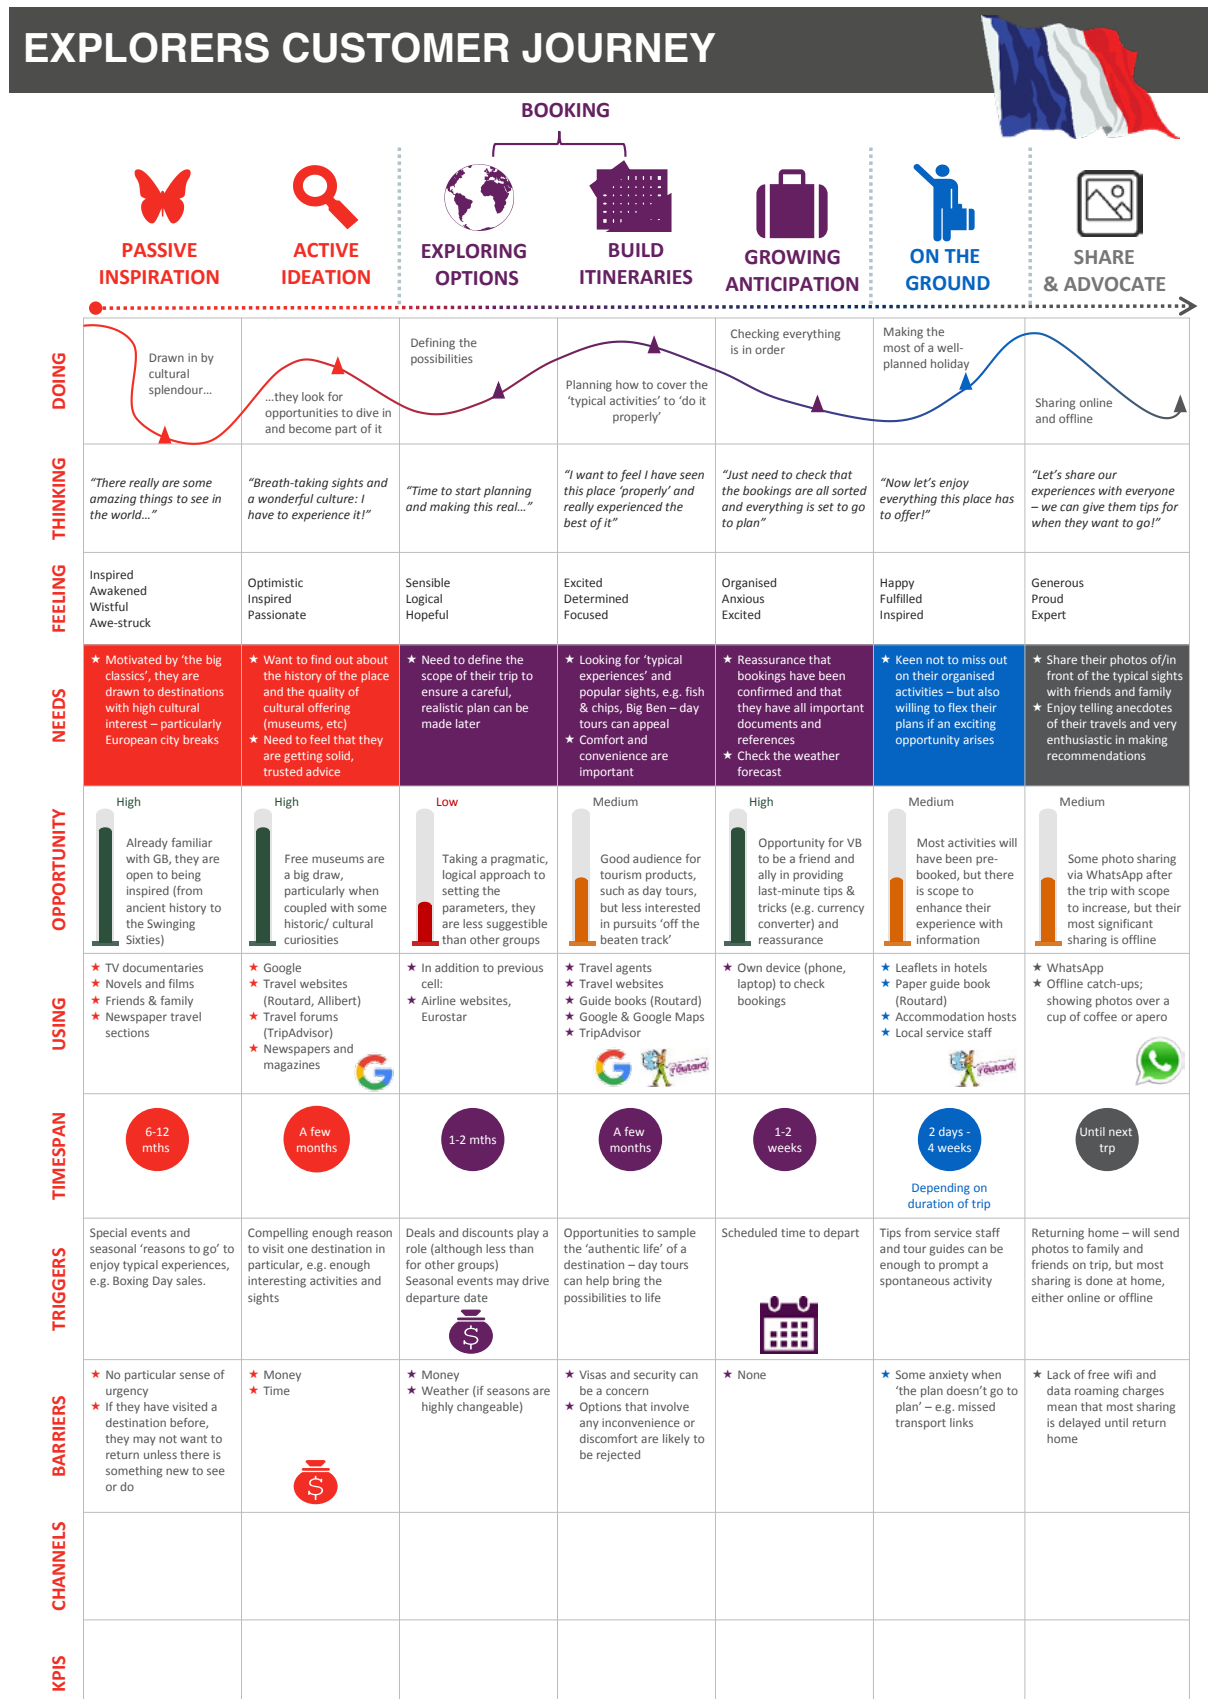 EXPLORERS CUSTOMER JOURNEY
BOOKING
PASSIVE
INSPIRATION
ACTIVE
IDEATION
EXPLORING
OPTIONS
BUILD
ITINERARIES
GROWING
ANTICIPATION
ON THE
GROUND
SHARE
& ADVOCATE
DOING
Drawn in by
cultural
splendour...
...they look for
opportunities to dive in
and become part of it
Defining the
possibilities
Planning how to cover the
‘typical activities’ to ‘do it
properly’
Checking everything
is in order
Making the
most of a well-
planned holiday
Sharing online
and offline
THINKING
“There really are some
amazing things to see in
the world...”
“Breath-taking sights and
a wonderful culture: I
have to experience it!”
“Time to start planning
and making this real...”
“I want to feel I have seen
this place ‘properly’ and
really experienced the
best of it”
“Just need to check that
the bookings are all sorted
and everything is set to go
to plan”
“Now let’s enjoy
everything this place has
to offer!”
“Let’s share our
experiences with everyone
– we can give them tips for
when they want to go!”
FEELING
Inspired
Awakened
Wistful
Awe-struck
Optimistic
Inspired
Passionate
Sensible
Logical
Hopeful
Excited
Determined
Focused
Organised
Anxious
Excited
Happy
Fulfilled
Inspired
Generous
Proud
Expert
NEEDS
Motivated by ‘the big
classics’, they are
drawn to destinations
with high cultural
interest – particularly
European city breaks
Want to find out about
the history of the place
and the quality of
cultural offering
(museums, etc)
Need to feel that they
are getting solid,
trusted advice
Need to define the
scope of their trip to
ensure a careful,
realistic plan can be
made later
Looking for ‘typical
experiences’ and
popular sights, e.g. fish
& chips, Big Ben – day
tours can appeal
Comfort and
convenience are
important
Reassurance that
bookings have been
confirmed and that
they have all important
documents and
references
Check the weather
forecast
Keen not to miss out
on their organised
activities – but also
willing to flex their
plans if an exciting
opportunity arises
Share their photos of/in
front of the typical sights
with friends and family
Enjoy telling anecdotes
of their travels and very
enthusiastic in making
recommendations
OPPORTUNITY
High
Already familiar
with GB, they are
open to being
inspired (from
ancient history to
the Swinging
Sixties)
High
Free museums are
a big draw,
particularly when
coupled with some
historic/ cultural
curiosities
Low
Taking a pragmatic,
logical approach to
setting the
parameters, they
are less suggestible
than other groups
Medium
Good audience for
tourism products,
such as day tours,
but less interested
in pursuits ‘off the
beaten track’
High
Opportunity for VB
to be a friend and
ally in providing
last-minute tips &
tricks (e.g. currency
converter) and
reassurance
Medium
Most activities will
have been pre-
booked, but there
is scope to
enhance their
experience with
information
Medium
Some photo sharing
via WhatsApp after
the trip with scope
to increase, but their
most significant
sharing is offline
USING
TV documentaries
Novels and films
Friends & family
Newspaper travel
sections
Google
Travel websites
(Routard, Allibert)
Travel forums
(TripAdvisor)
Newspapers and
magazines
G
In addition to previous
cell:
Airline websites,
Eurostar
Travel agents
Travel websites
Guide books (Routard)
Google & Google Maps
TripAdvisor
G
routard
Own device (phone,
laptop) to check
bookings
Leaflets in hotels
Paper guide book
(Routard)
Accommodation hosts
Local service staff
routard
WhatsApp
Offline catch-ups;
showing photos over a
cup of coffee or apero
TIMESPAN
6-12
mths
A few
months
1-2 mths
A few
months
1-2
weeks
2 days -
4 weeks
Depending on
duration of trip
Until next
trp
TRIGGERS
Special events and
seasonal ‘reasons to go’ to
enjoy typical experiences,
e.g. Boxing Day sales.
Compelling enough reason
to visit one destination in
particular, e.g. enough
interesting activities and
sights
Deals and discounts play a
role (although less than
for other groups)
Seasonal events may drive
departure date
$
Opportunities to sample
the ‘authentic life’ of a
destination – day tours
can help bring the
possibilities to life
Scheduled time to depart
Tips from service staff
and tour guides can be
enough to prompt a
spontaneous activity
Returning home – will send
photos to family and
friends on trip, but most
sharing is done at home,
either online or offline
BARRIERS
No particular sense of
urgency
If they have visited a
destination before,
they may not want to
return unless there is
something new to see
or do
Money
Time
$
Money
Weather (if seasons are
highly changeable)
Visas and security can
be a concern
Options that involve
any inconvenience or
discomfort are likely to
be rejected
None
Some anxiety when
‘the plan doesn’t go to
plan’ – e.g. missed
transport links
Lack of free wifi and
data roaming charges
mean that most sharing
is delayed until return
home
CHANNELS
KPIS